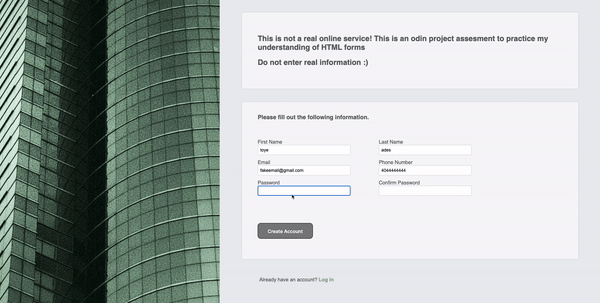 This is not a real online service! This is an odin project assesment to practice my
understanding of HTML forms
Do not enter real information :)
Please fill out the following information.
First Name
toye
Last Name
ades
Email
fakeemail@gmail.com
Phone Number
4044444444
Password
Confirm Password
Create Account
Already have an account? Log In